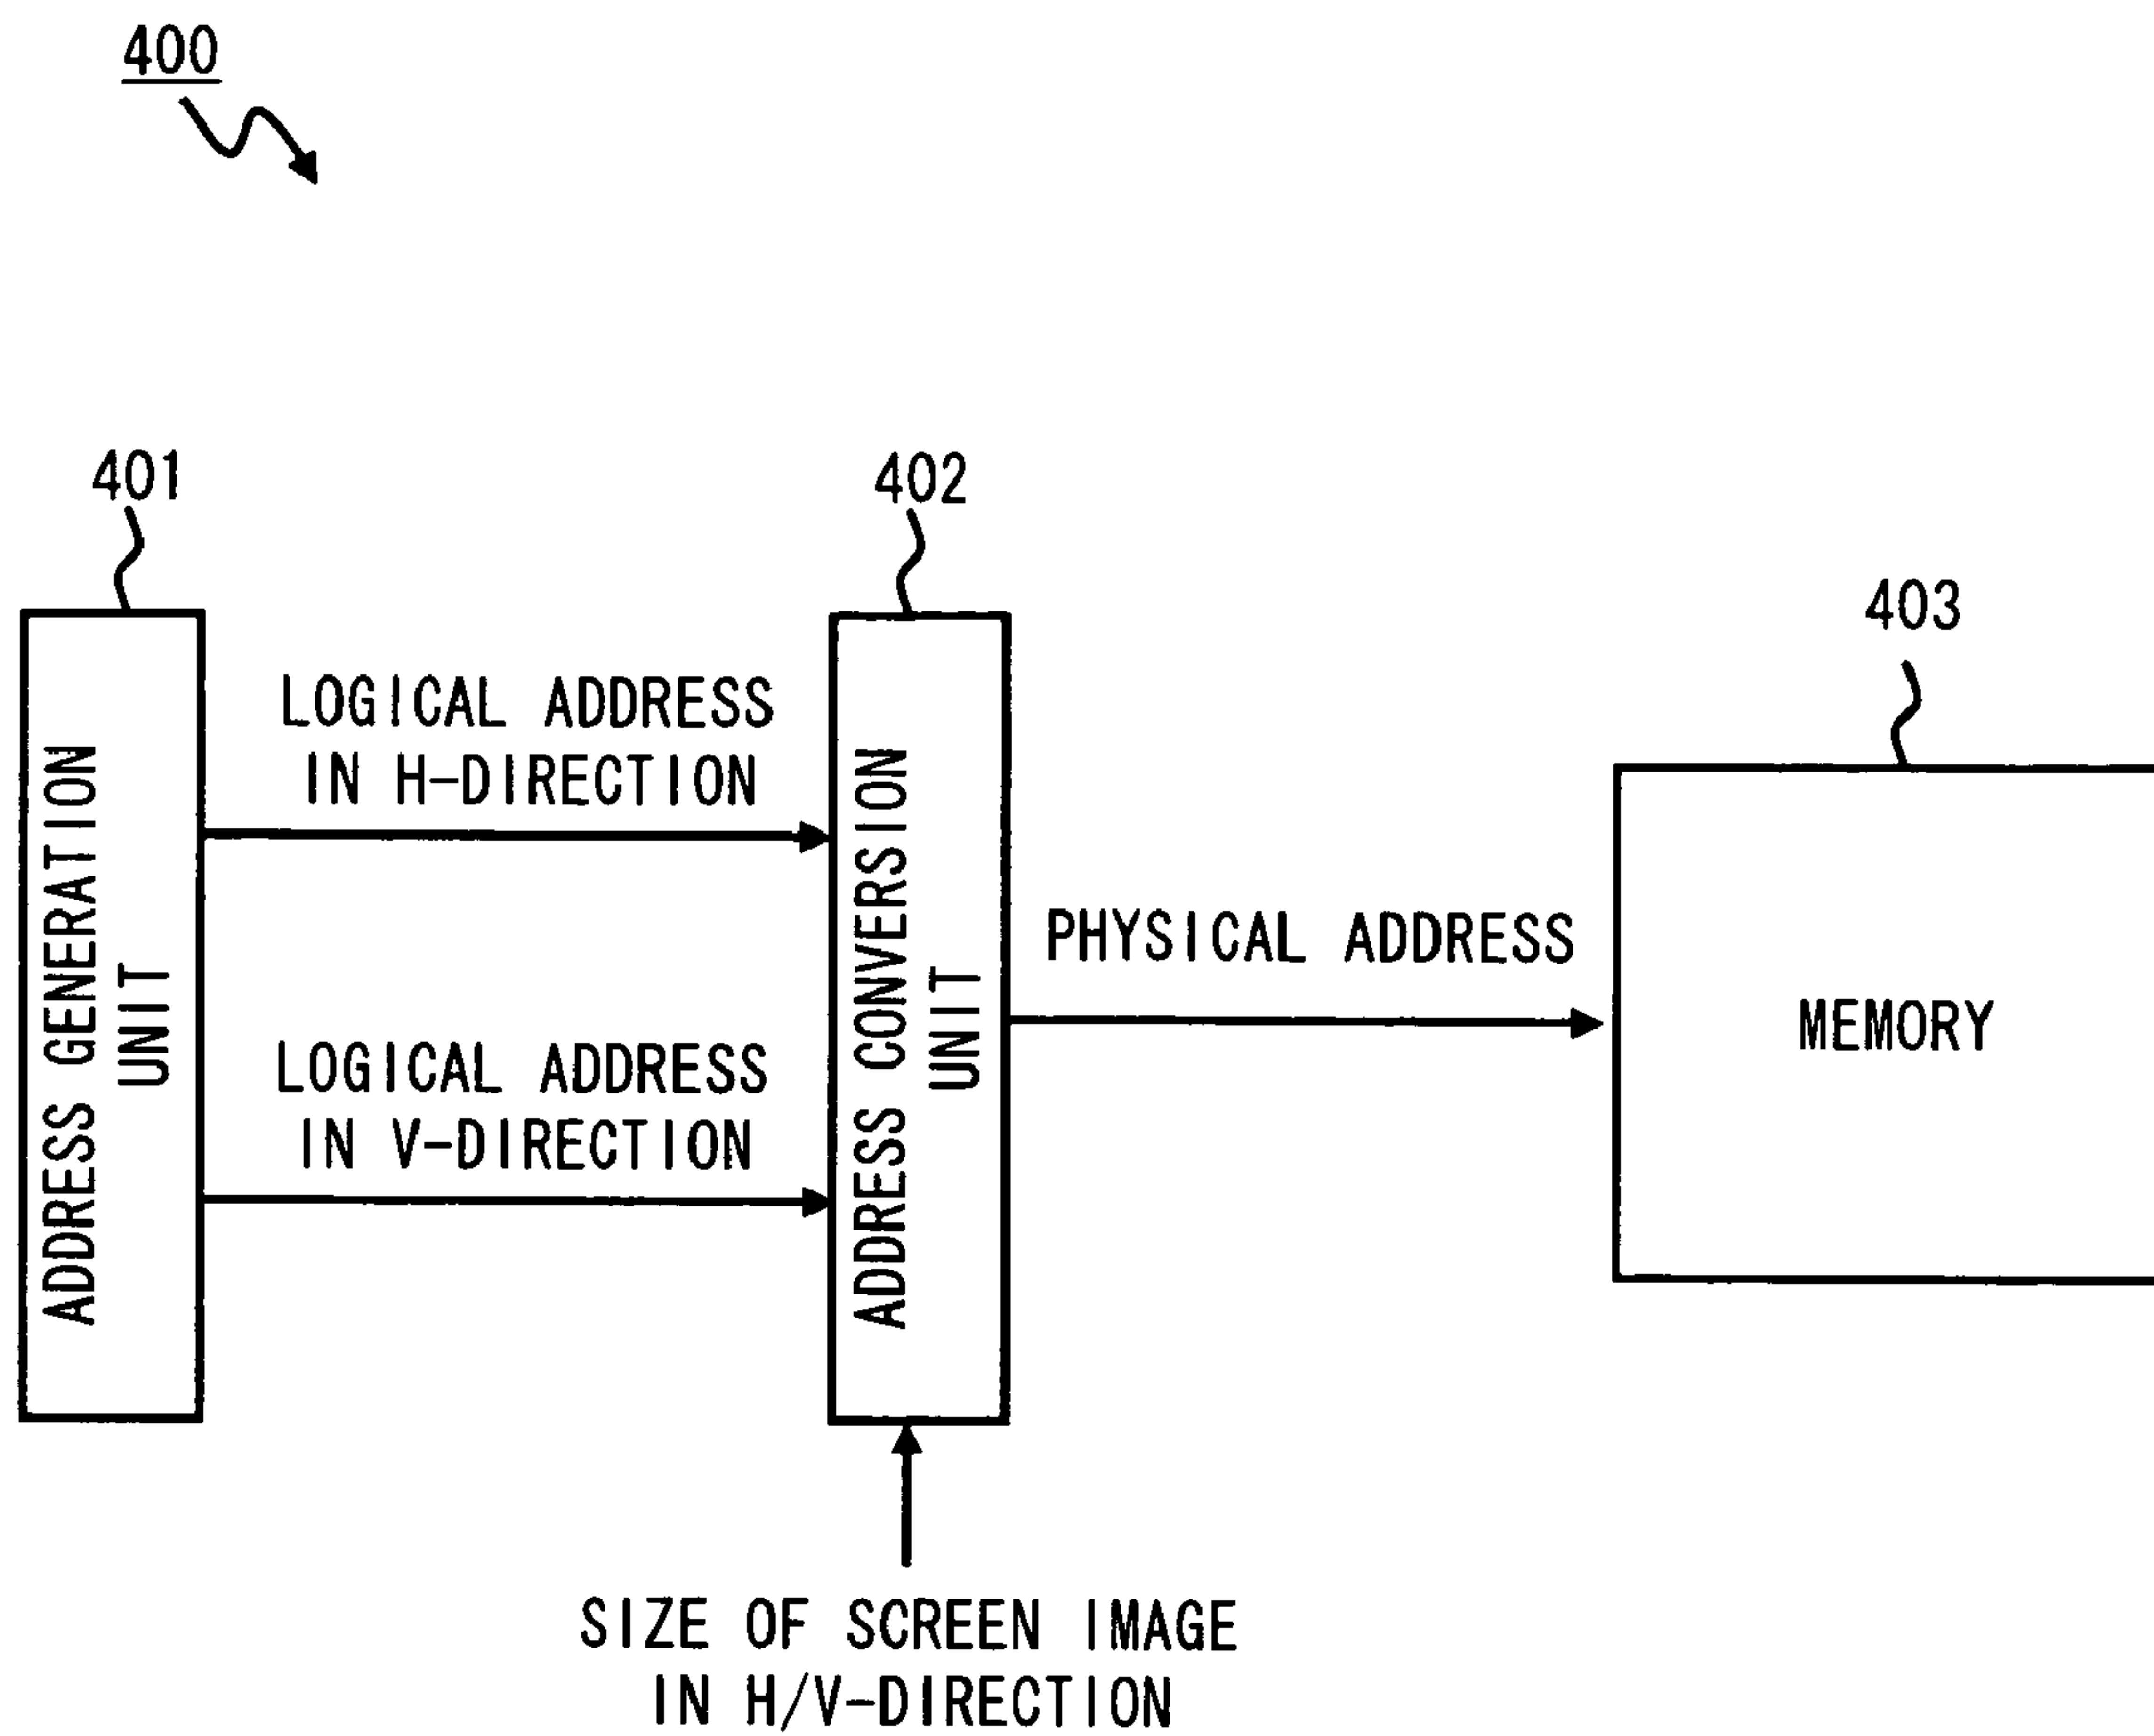 400
401
402
403
LOGICAL ADDRESS
IN H-DIRECTION
ADDRESS GENERATION
UNIT
LOGICAL ADDRESS
IN V-DIRECTION
ADDRESS CONVERSION
UNIT
PHYSICAL ADDRESS
MEMORY
SIZE OF SCREEN IMAGE
IN H/V-DIRECTION